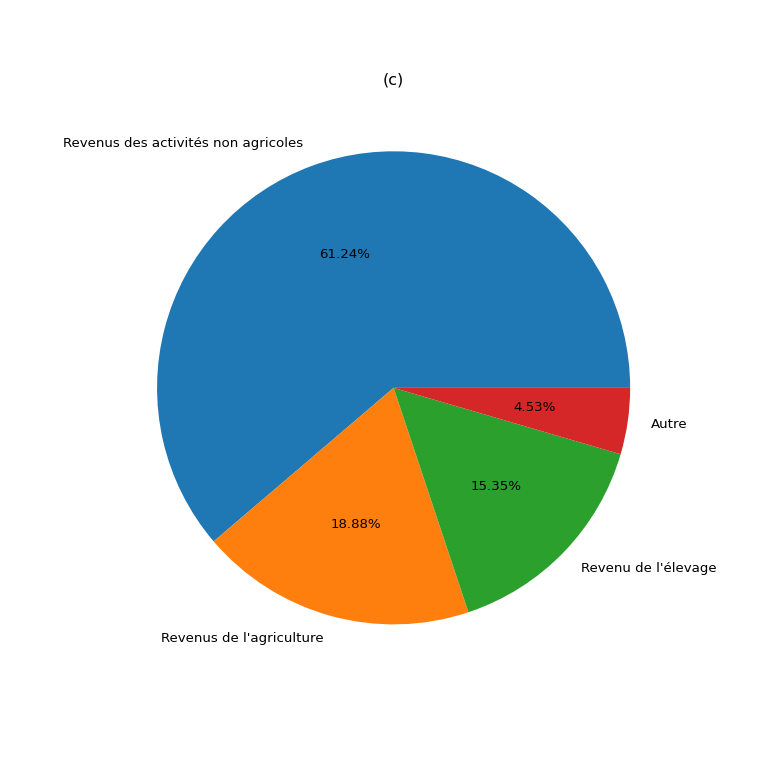 (c)
Revenus des activités non agricoles
61.24%
4.53%
Autre
15.35%
18.88%
Revenu de l'élevage
Revenus de l'agriculture